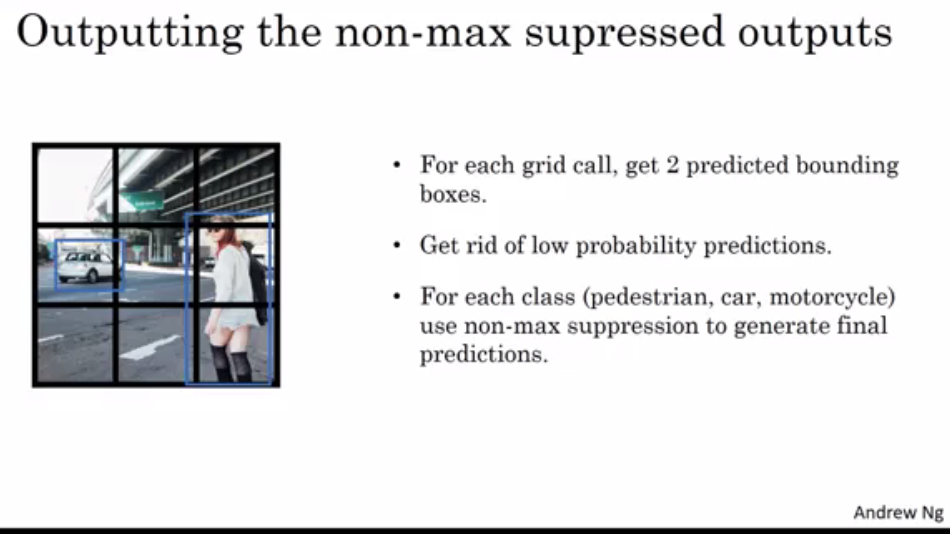 Outputting the non-max supressed outputs
• For each grid call, get 2 predicted bounding
boxes.
• Get rid of low probability predictions.
• For each class (pedestrian, car, motorcycle)
use non-max suppression to generate final
predictions.
Andrew Ng